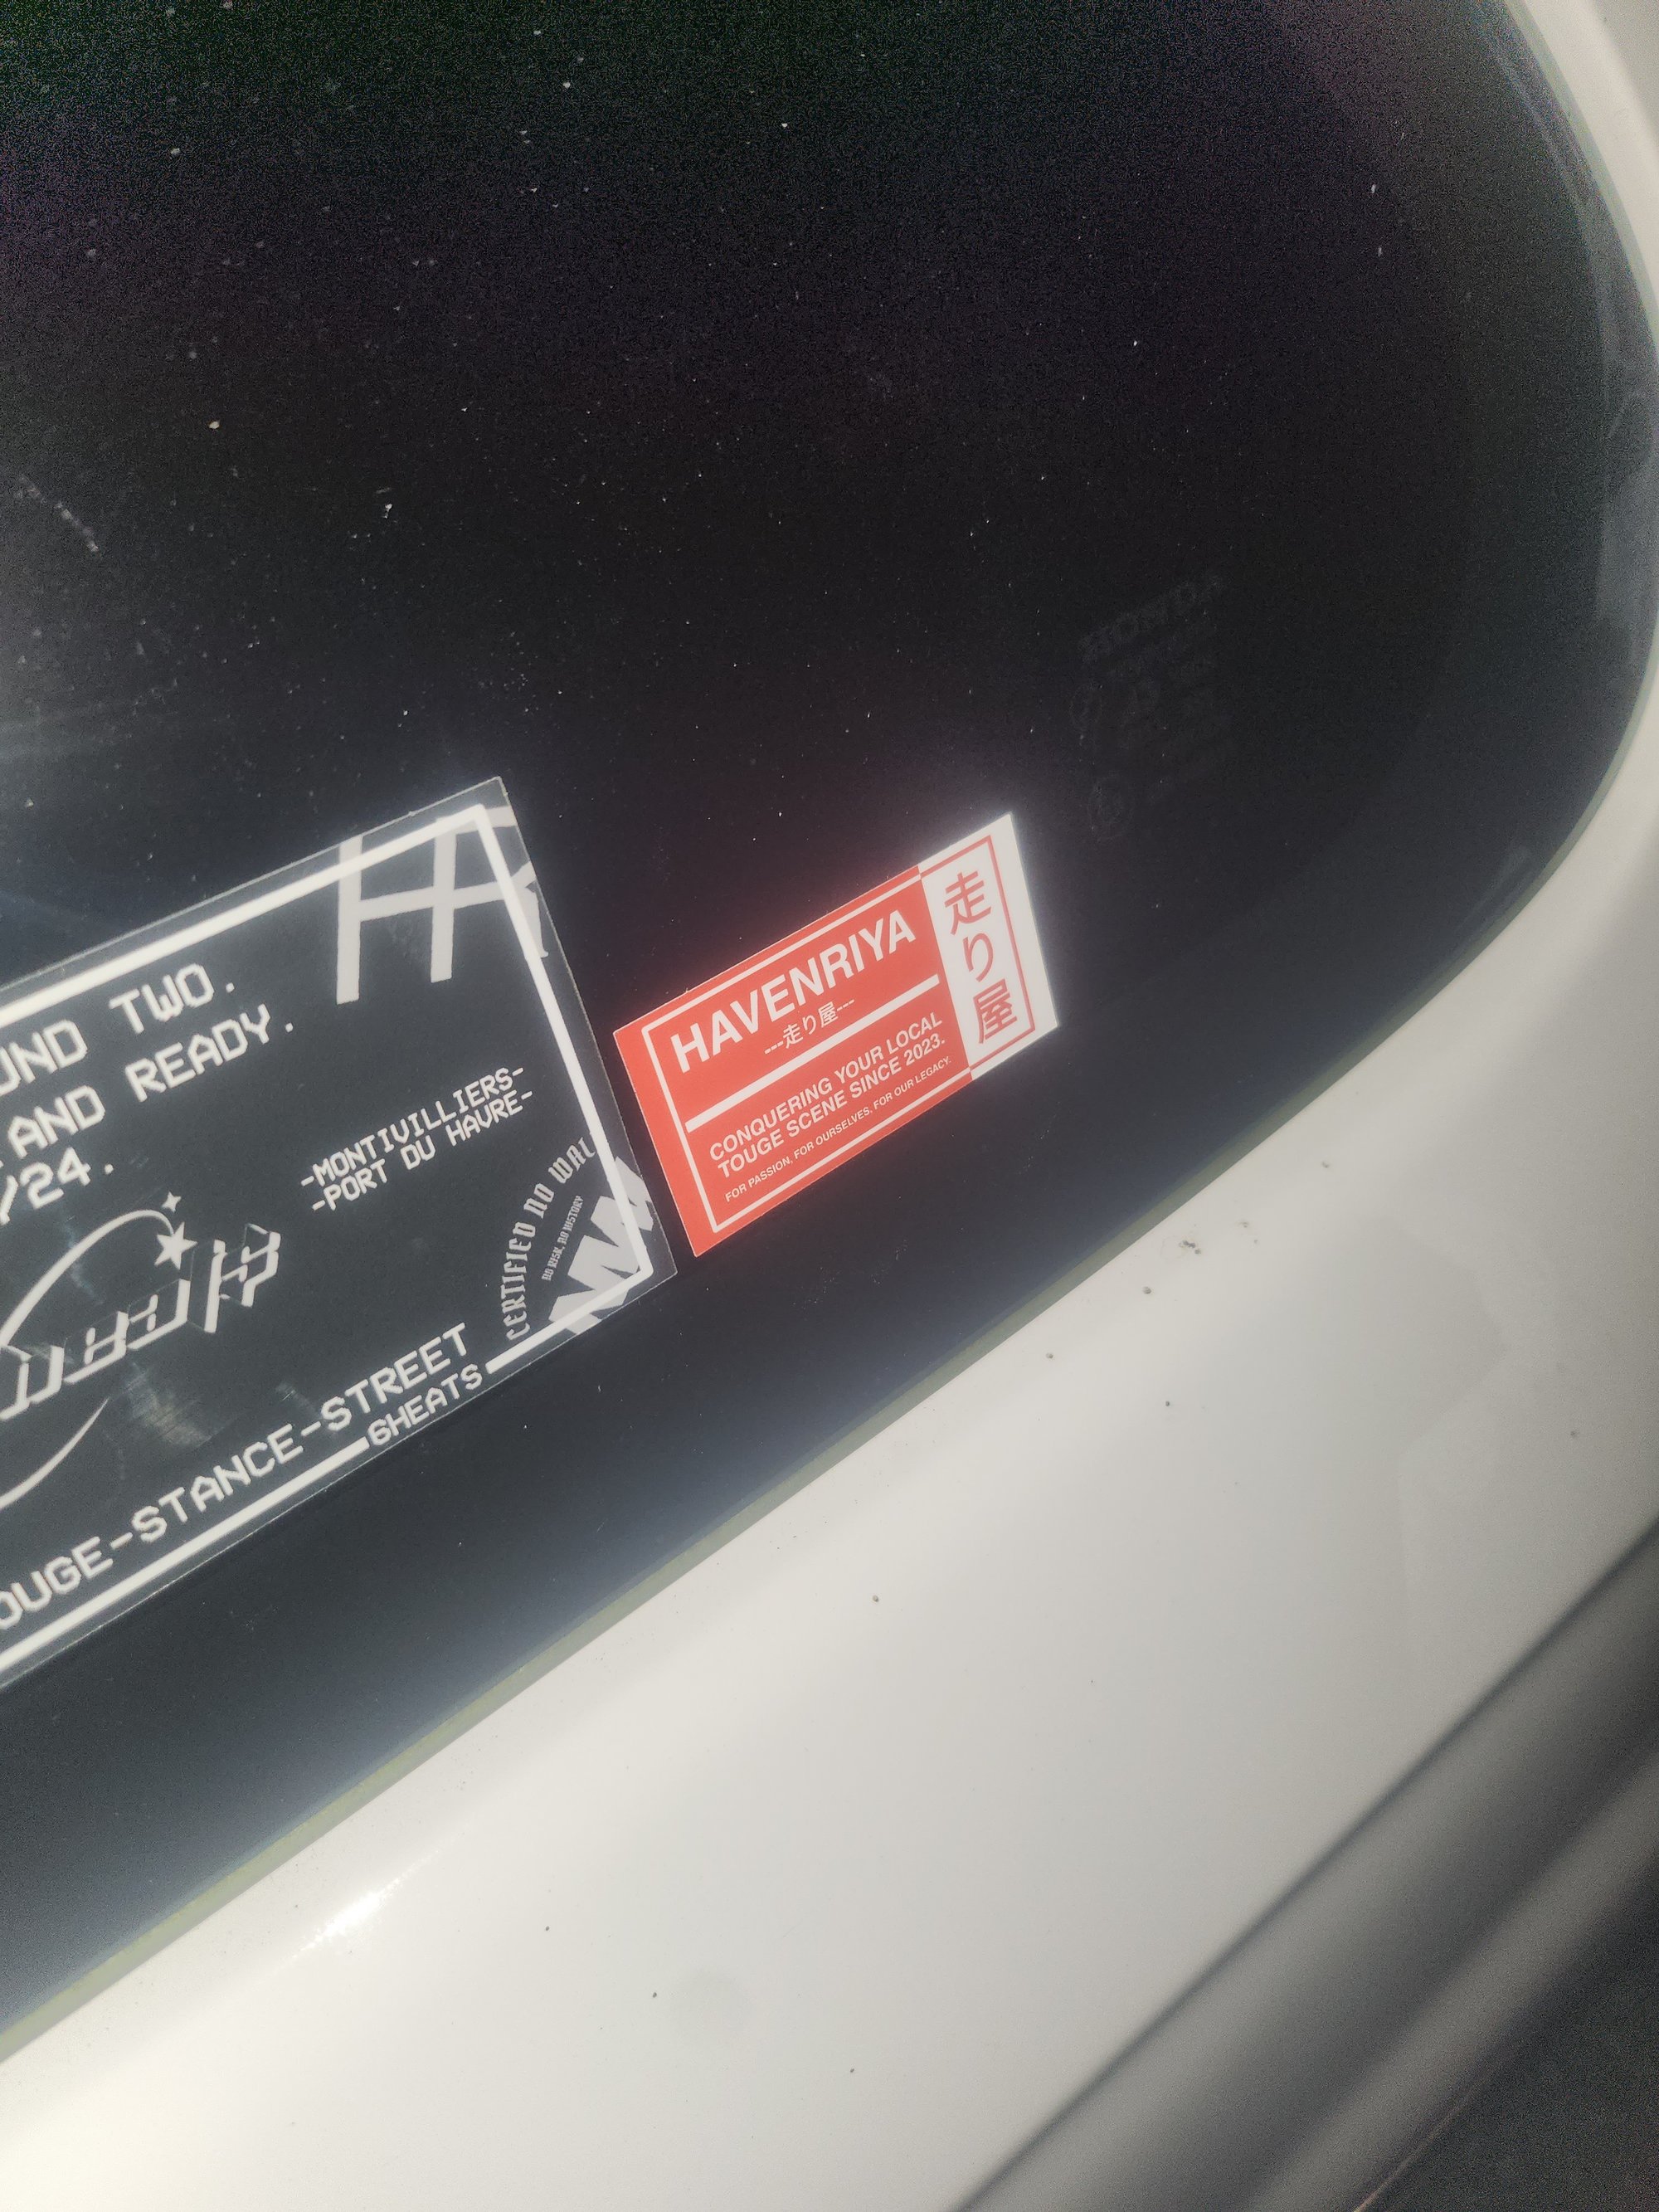 UND TWO.
AND READY.
/24.
-MONTIVILLIERS-
-PORT DU HAVRE-
CERTIFIED NO WAL
NO RISK, NO HISTORY
OUGE-STANCE-STREET
GHEATS
HAVENRIYA
---走り屋---
CONQUERING YOUR LOCAL
TOUGE SCENE SINCE 2023.
FOR PASSION, FOR OURSELVES, FOR OUR LEGACY.
走り屋
HONDA